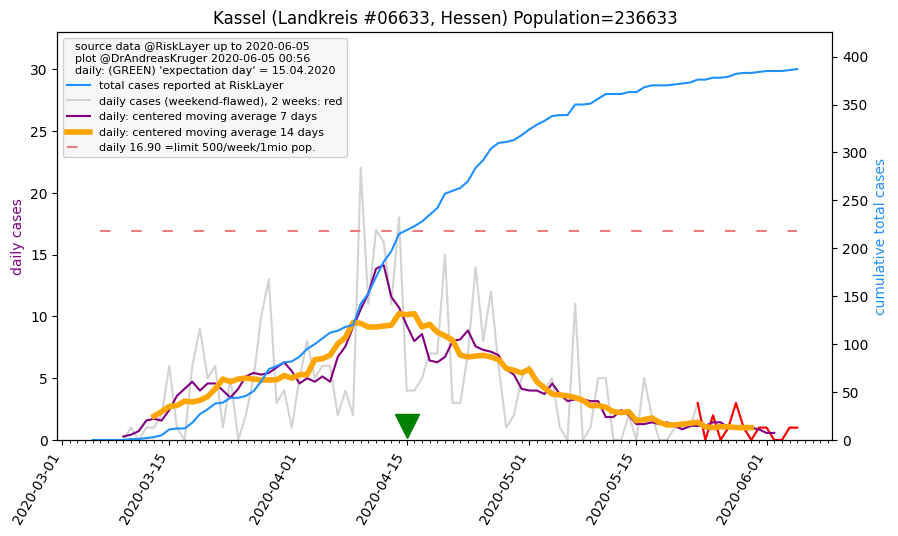 Kassel (Landkreis #06633, Hessen) Population=236633
source data @RiskLayer up to 2020-06-05
plot @DrAndreasKruger 2020-06-05 00:56
daily: (GREEN) 'expectation day' = 15.04.2020
total cases reported at RiskLayer
daily cases (weekend-flawed), 2 weeks: red
daily: centered moving average 7 days
daily: centered moving average 14 days
daily 16.90 =limit 500/week/1mio pop.
daily cases
30
25
20
15
10
5
0
cumulative total cases
400
350
300
250
200
150
100
50
0
2020-03-01
2020-03-15
2020-04-01
2020-04-15
2020-05-01
2020-05-15
2020-06-01